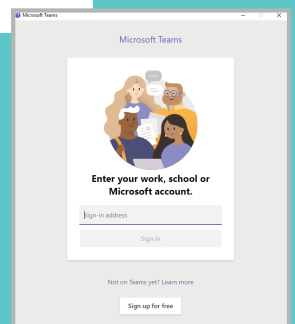 Microsoft Teams
Microsoft Teams
Enter your work, school or
Microsoft account.
Sign-in address
Sign in
Not on Teams yet? Learn more
Sign up for free